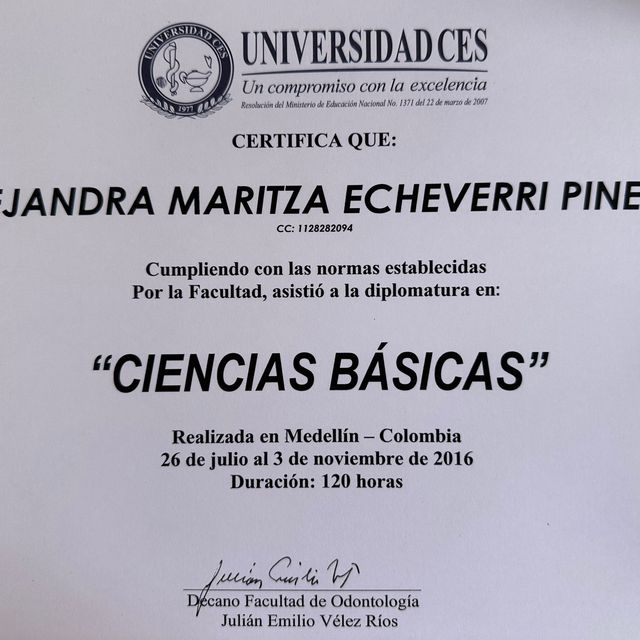 UNIVERSIDAD CES
Un compromiso con la excelencia
Resolución del Ministerio de Educación Nacional No. 1371 del 22 de marzo de 2007
UNIVERSIDAD CES
1977
CERTIFICA QUE:
EJANDRA MARITZA ECHEVERRI PINE
CC: 1128282094
Cumpliendo con las normas establecidas
Por la Facultad, asistió a la diplomatura en:
“CIENCIAS BÁSICAS”
Realizada en Medellín – Colombia
26 de julio al 3 de noviembre de 2016
Duración: 120 horas
Decano Facultad de Odontología
Julián Emilio Vélez Ríos